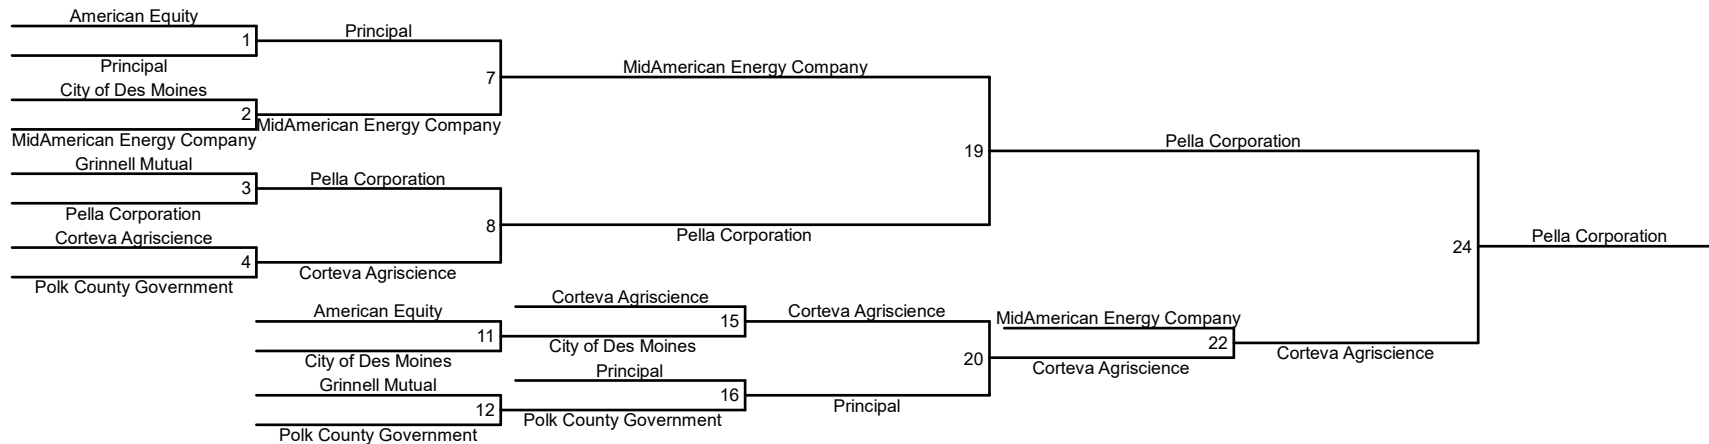 American Equity
1
Principal
Principal
City of Des Moines
2
MidAmerican Energy Company
MidAmerican Energy Company
7
MidAmerican Energy Company
Grinnell Mutual
3
Pella Corporation
Pella Corporation
Corteva Agriscience
4
Polk County Government
Corteva Agriscience
8
Pella Corporation
19
Pella Corporation
American Equity
11
City of Des Moines
Corteva Agriscience
15
City of Des Moines
Corteva Agriscience
Grinnell Mutual
12
Polk County Government
Principal
16
Polk County Government
Principal
20
MidAmerican Energy Company
22
Corteva Agriscience
Corteva Agriscience
24
Pella Corporation